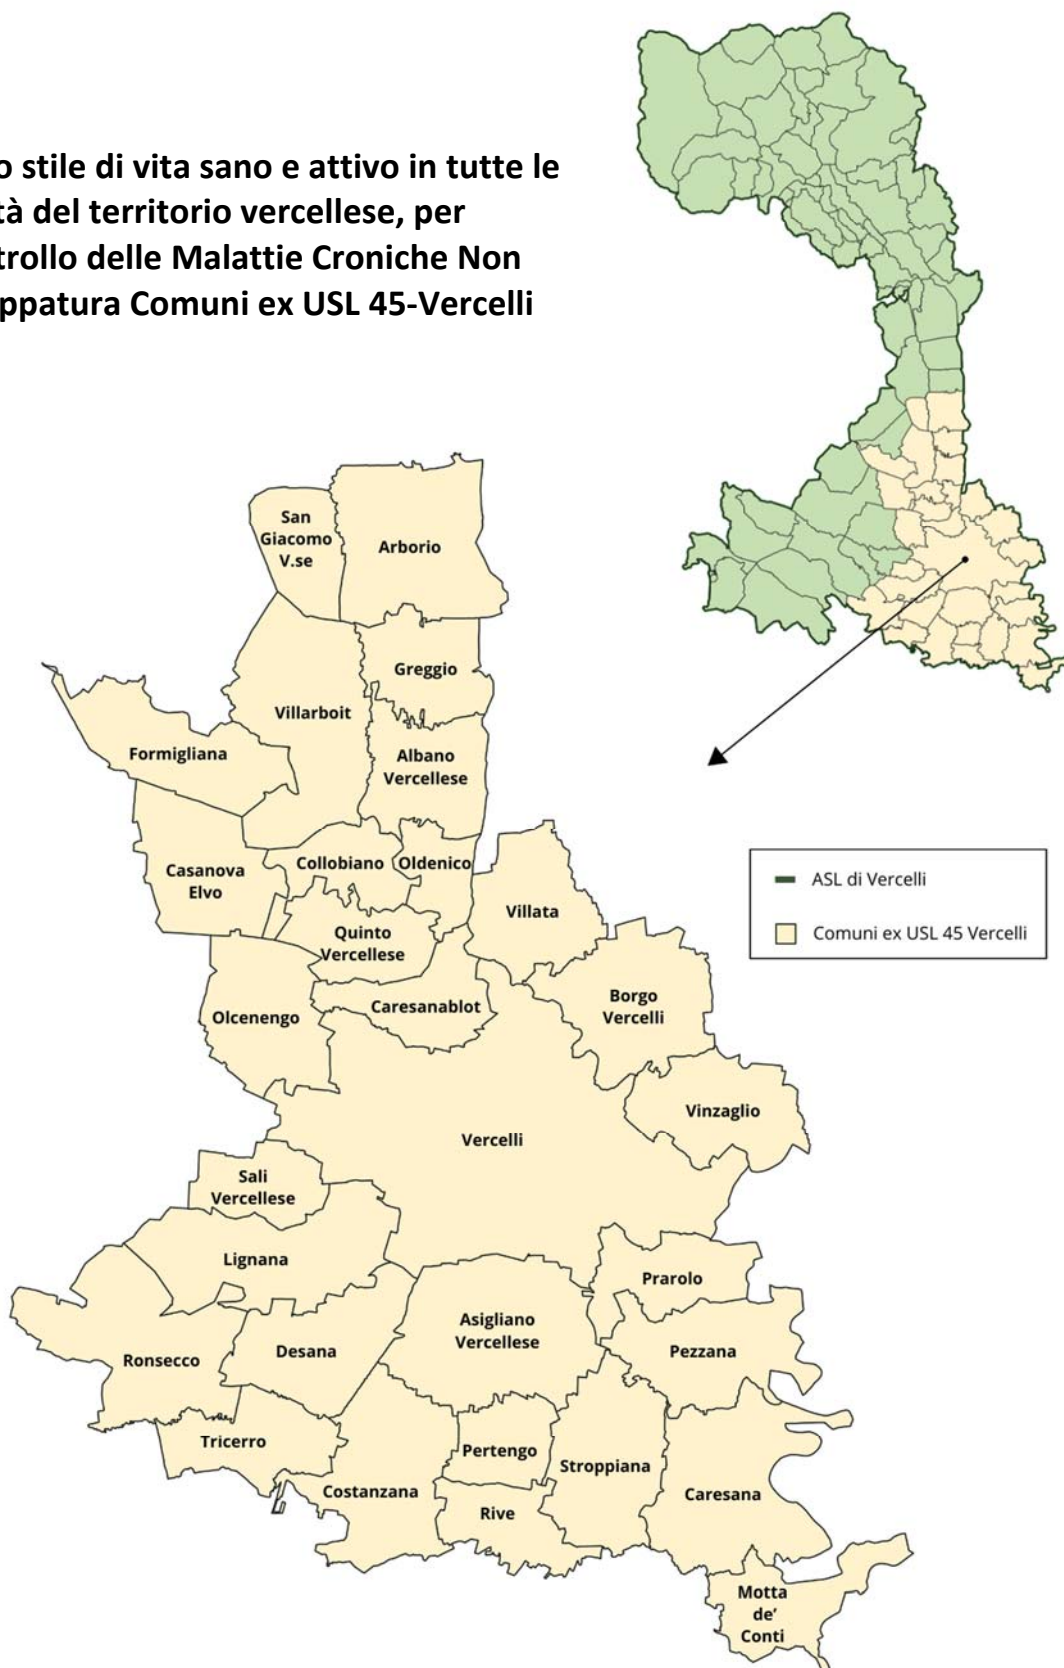 o stile di vita sano e attivo in tutte le
tà del territorio vercellese, per
trollo delle Malattie Croniche Non
ppatura Comuni ex USL 45-Vercelli
San
Giacomo
V.se
Arborio
Greggio
Villarboit
Formigliana
Albano
Vercellese
Casanova
Elvo
Collobiano
Oldenico
Villata
Quinto
Vercellese
Olcenengo
Caresanablot
Borgo
Vercelli
Vinzaglio
Vercelli
Sali
Vercellese
Lignana
Prarolo
Asigliano
Vercellese
Desana
Ronsecco
Pezzana
Tricerro
Pertengo
Stroppiana
Costanzana
Rive
Caresana
Motta
de'
Conti
ASL di Vercelli
Comuni ex USL 45 Vercelli